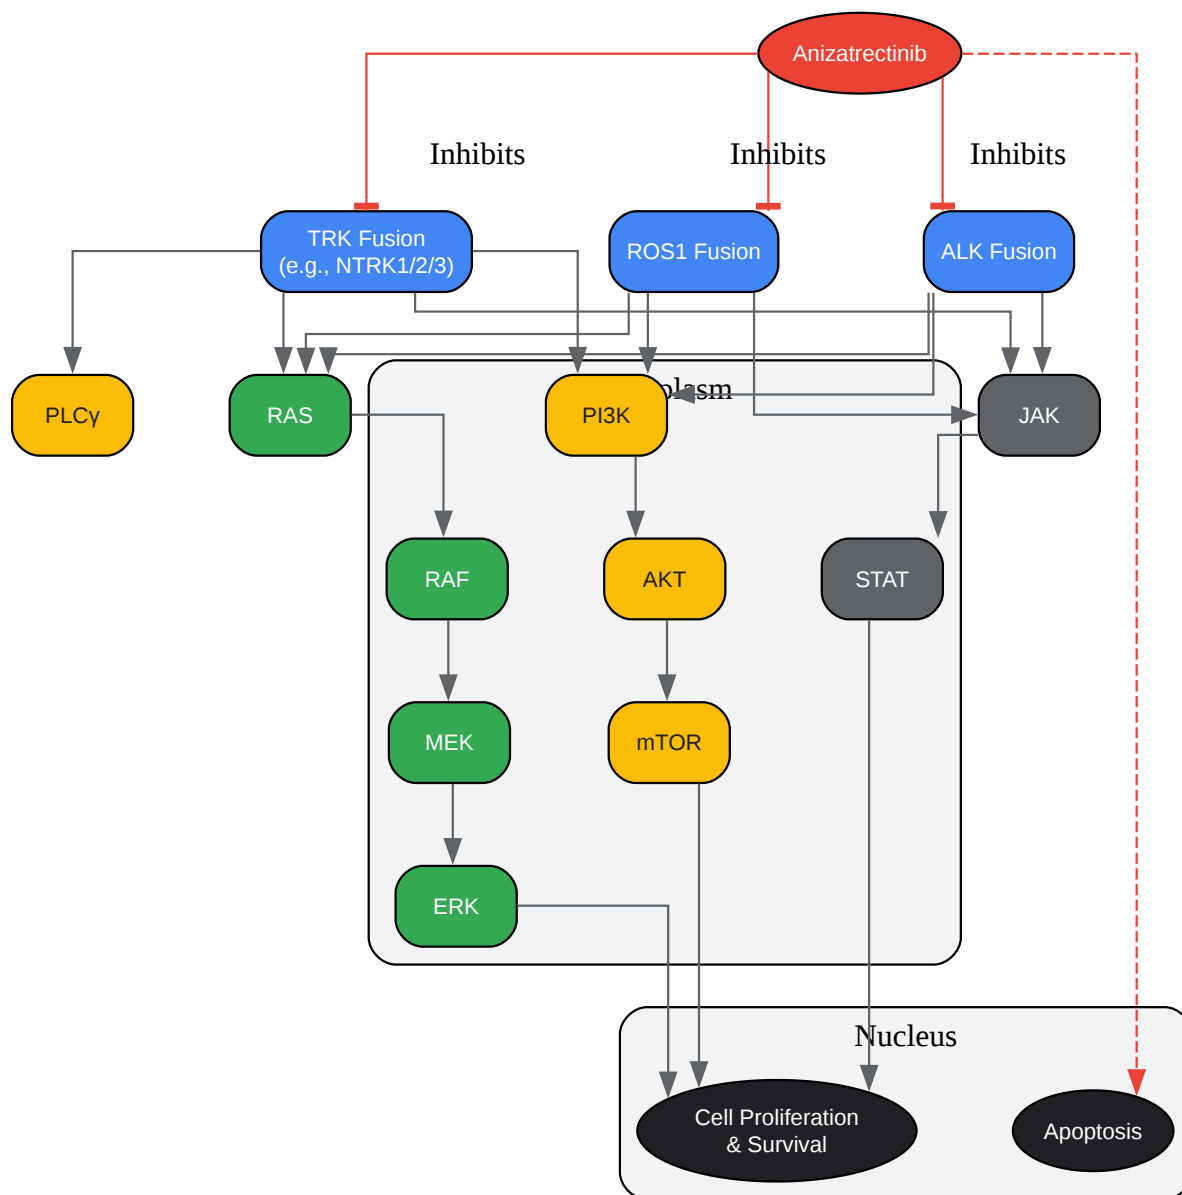 Anizatrectinib
Inhibits
Inhibits
Inhibits
TRK Fusion
(e.g., NTRK1/2/3)
ROS1 Fusion
ALK Fusion
PLCγ
RAS
PI3K
JAK
RAF
AKT
STAT
MEK
mTOR
ERK
Nucleus
Cell Proliferation
& Survival
Apoptosis